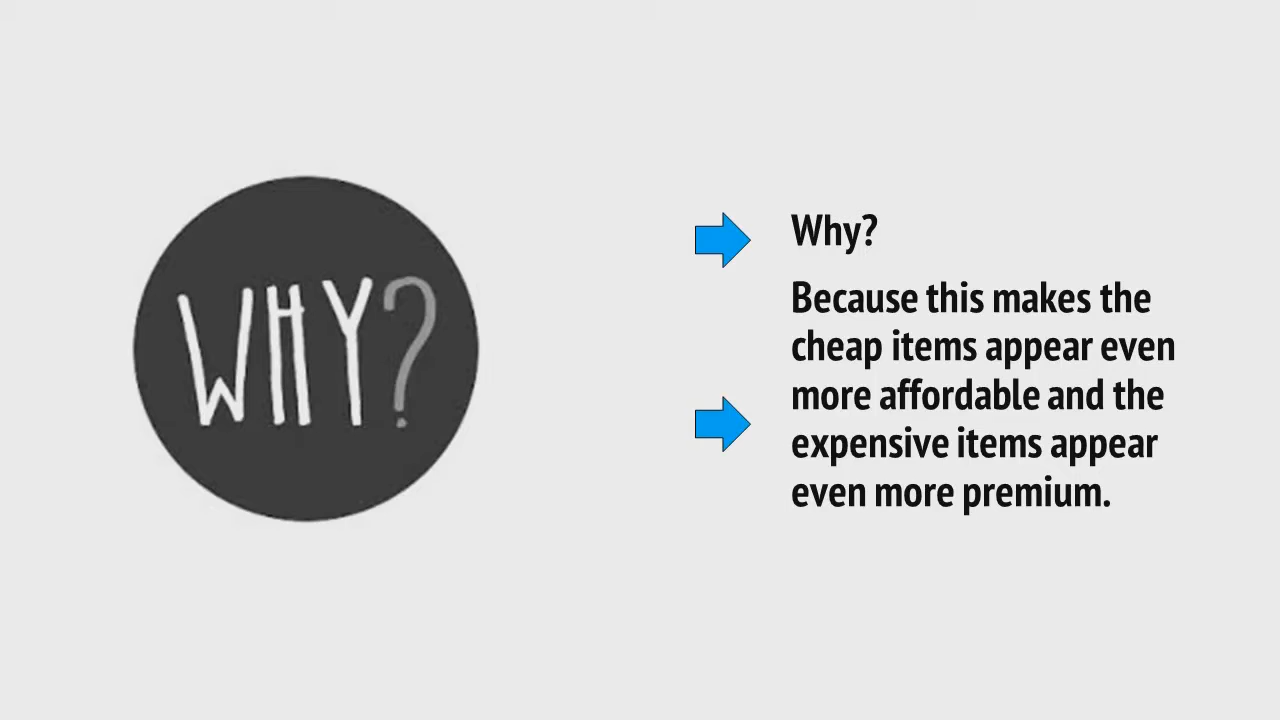 WHY?
Why?
Because this makes the
cheap items appear even
more affordable and the
expensive items appear
even more premium.